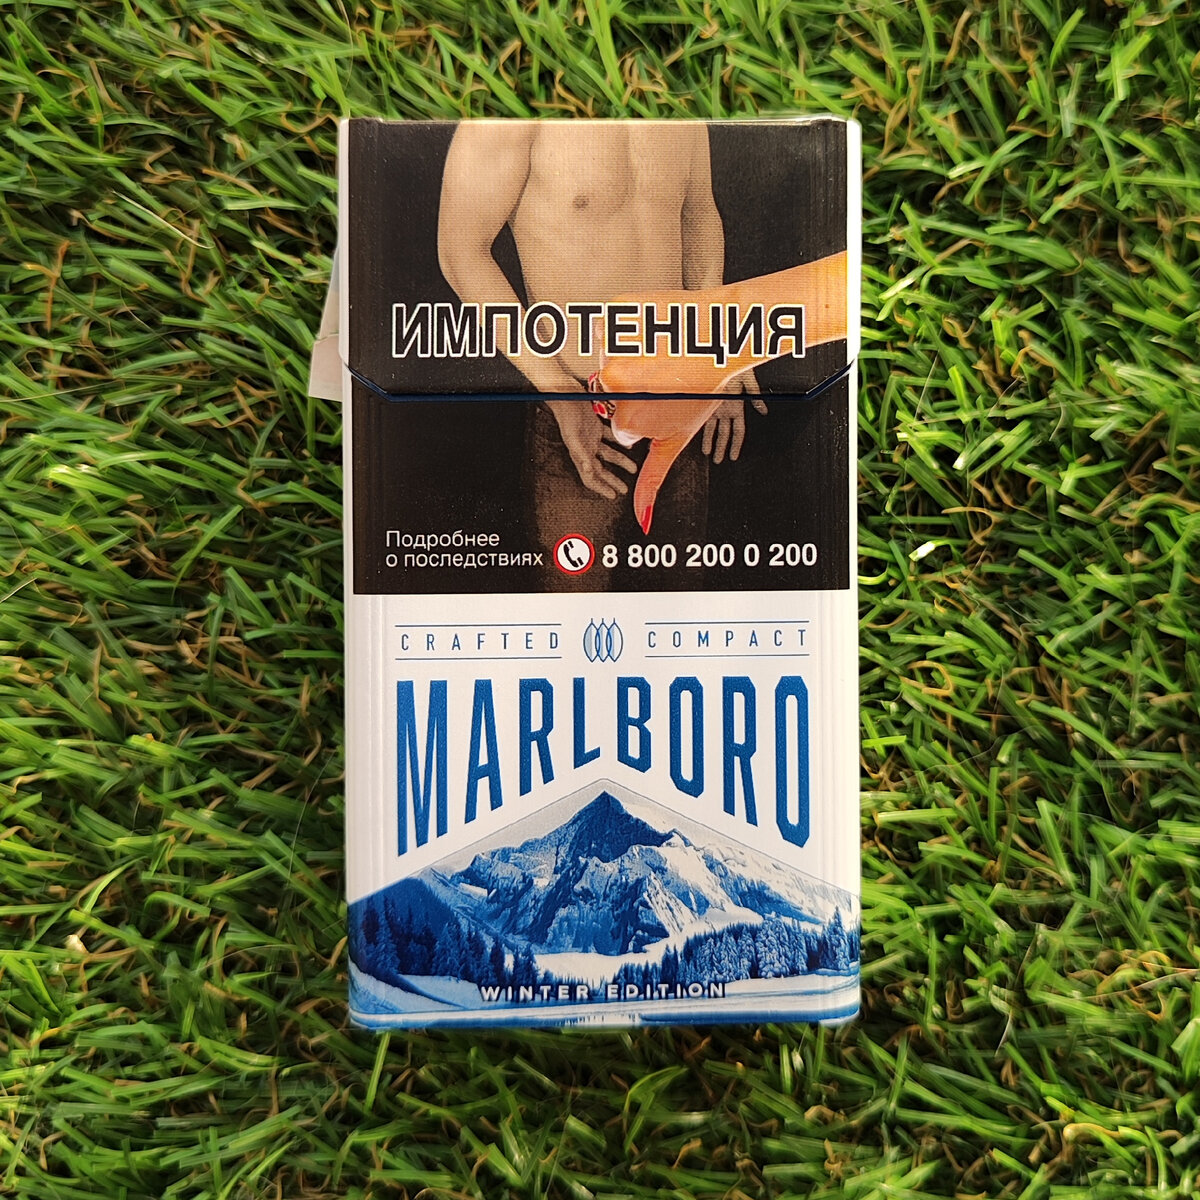 ИМПОТЕНЦИЯ
Подробнее
о последствиях 8 800 200 0 200
CRAFTED COMPACT
MARLBORO
WINTER EDITION